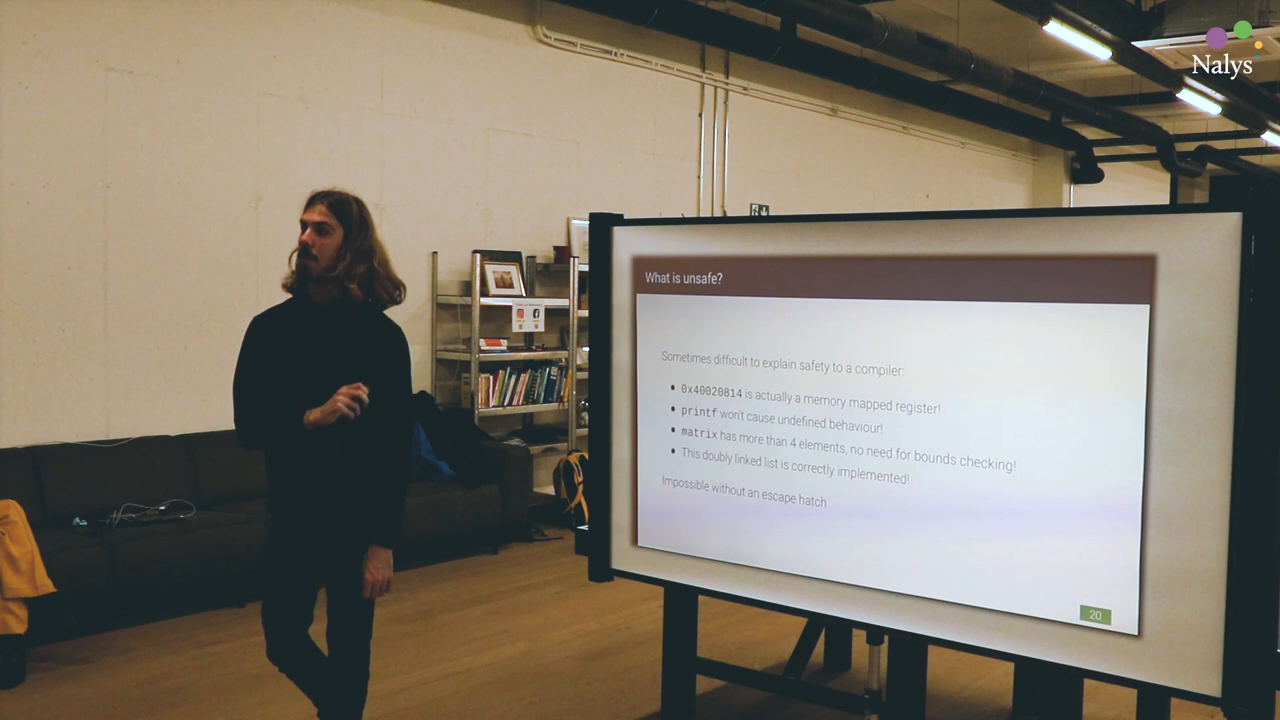 Nalys
What is unsafe?
Sometimes difficult to explain safety to a compiler:
• 0x40020814 is actually a memory mapped register!
• printf won't cause undefined behaviour!
• matrix has more than 4 elements, no need for bounds checking!
• This doubly linked list is correctly implemented!
Impossible without an escape hatch
20